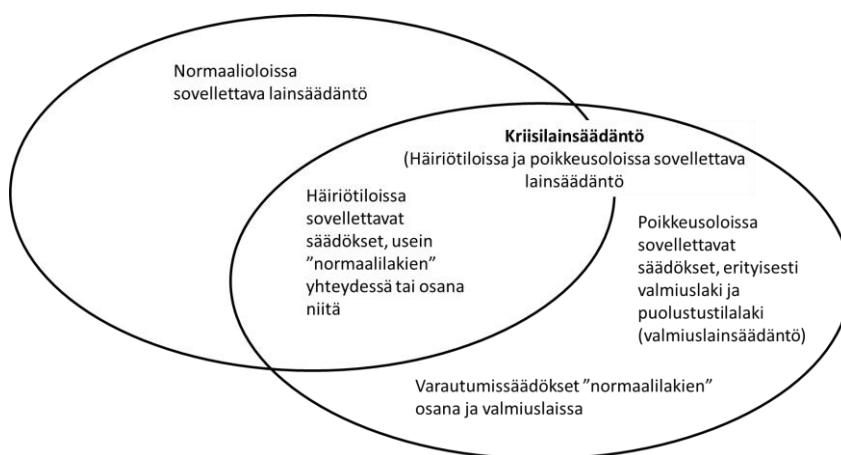 Normaalioloissa
sovellettava lainsäädäntö
Kriisilainsäädäntö
(Häiriötiloissa ja poikkeusoloissa sovellettava
lainsäädäntö
Häiriötiloissa
sovellettavat
säädökset, usein
”normaalilakien”
yhteydessä tai osana
niitä
Poikkeusoloissa
sovellettavat
säädökset, erityisesti
valmiuslaki ja
puolustustilalaki
(valmiuslainsäädäntö)
Varautumissäädökset ”normaalilakien”
osana ja valmiuslaissa